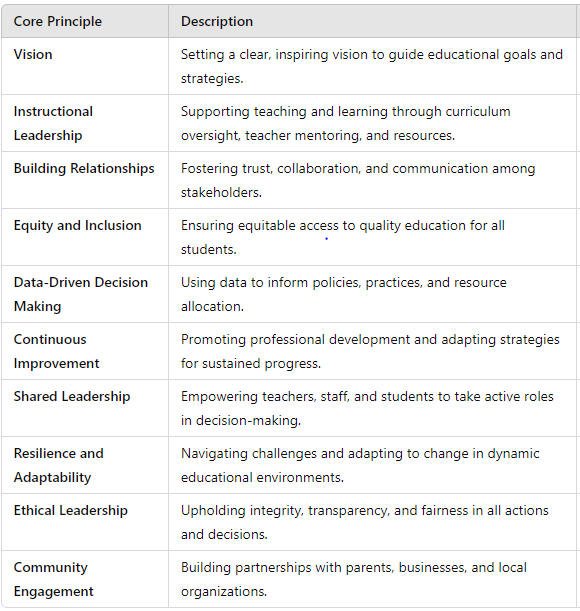 Core Principle Description
Vision Setting a clear, inspiring vision to guide educational goals and
strategies.
Instructional Supporting teaching and learning through curriculum
Leadership oversight, teacher mentoring, and resources.
Building Relationships Fostering trust, collaboration, and communication among
stakeholders.
Equity and Inclusion Ensuring equitable access to quality education for all
students.
Data-Driven Decision Using data to inform policies, practices, and resource
Making allocation.
Continuous Promoting professional development and adapting strategies
Improvement for sustained progress.
Shared Leadership Empowering teachers, staff, and students to take active roles
in decision-making.
Resilience and Navigating challenges and adapting to change in dynamic
Adaptability educational environments.
Ethical Leadership Upholding integrity, transparency, and fairness in all actions
and decisions.
Community Building partnerships with parents, businesses, and local
Engagement organizations.